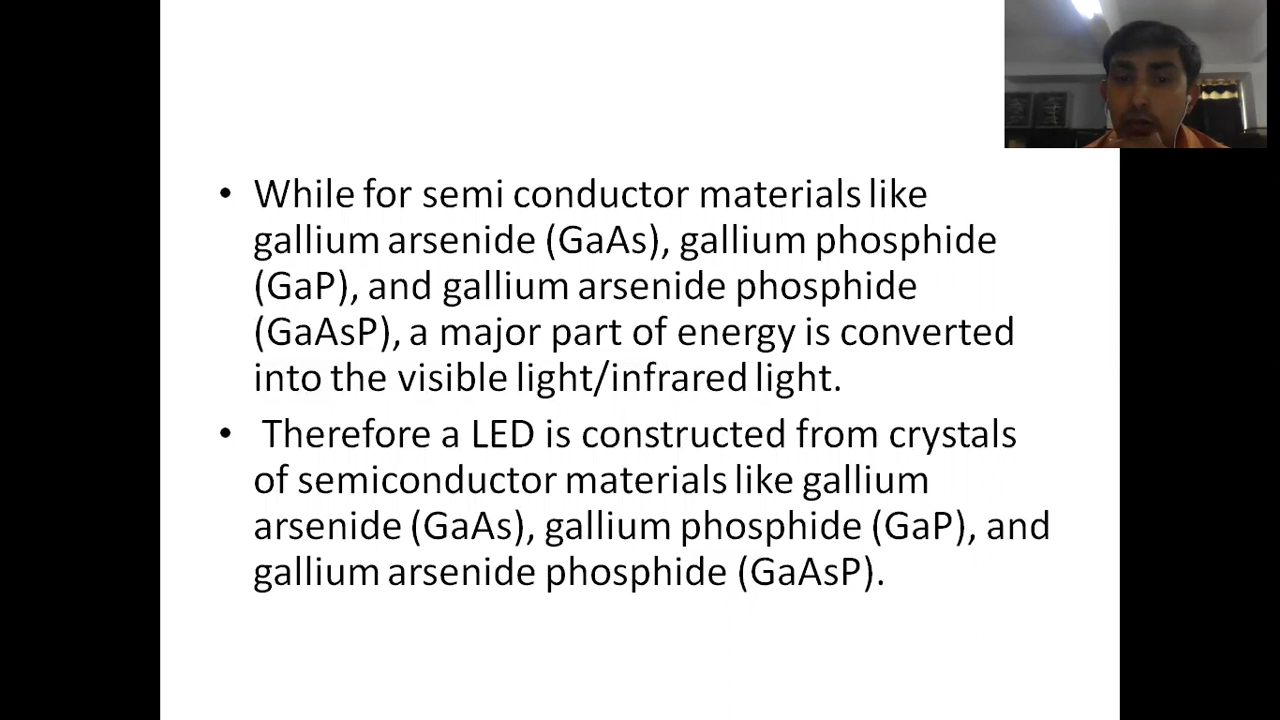 • While for semi conductor materials like
gallium arsenide (GaAs), gallium phosphide
(GaP), and gallium arsenide phosphide
(GaAsP), a major part of energy is converted
into the visible light/infrared light.
• Therefore a LED is constructed from crystals
of semiconductor materials like gallium
arsenide (GaAs), gallium phosphide (GaP), and
gallium arsenide phosphide (GaAsP).